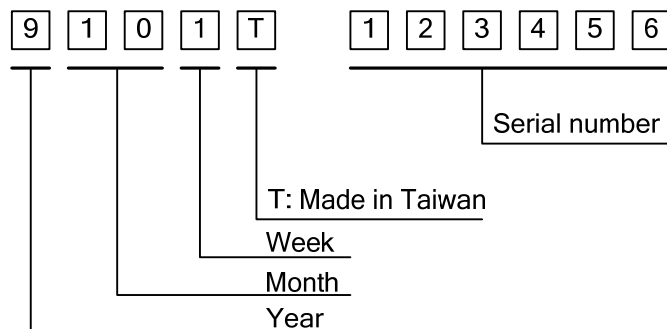 9 1 0 1 T 1 2 3 4 5 6
Serial number
T: Made in Taiwan
Week
Month
Year